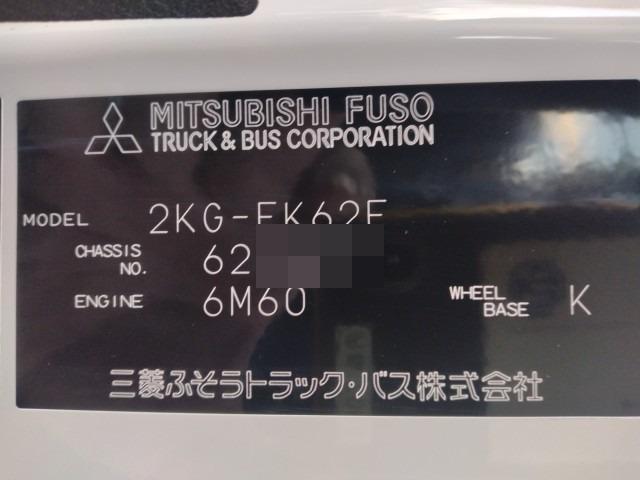 MITSUBISHI FUSO
TRUCK & BUS CORPORATION
MODEL 2KG-FK62F
CHASSIS NO. 62
ENGINE 6M60 WHEEL BASE K
三菱ふそうトラック・バス株式会社